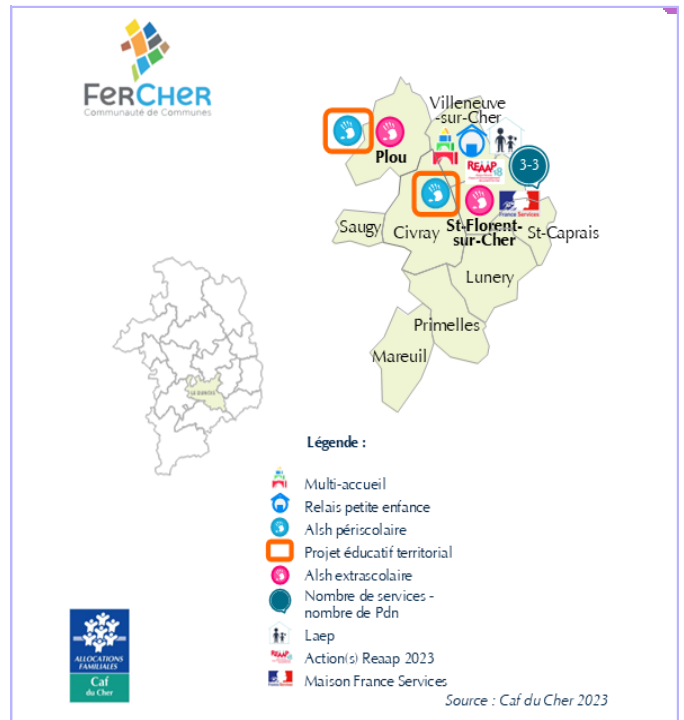 FERCHER
Communauté de Communes
Villeneuve
-sur-Cher
Plou
REAAP18
3-3
France Services
Saugy
Civray
St-Florent-
sur-Cher
St-Caprais
Lunery
Primelles
Mareuil
Légende :
Multi-accueil
Relais petite enfance
Alsh périscolaire
Projet éducatif territorial
Alsh extrascolaire
Nombre de services -
nombre de Pdn
Laep
Action(s) Reaap 2023
Maison France Services
ALLOCATIONS
FAMILIALES
Caf
du Cher
Source : Caf du Cher 2023